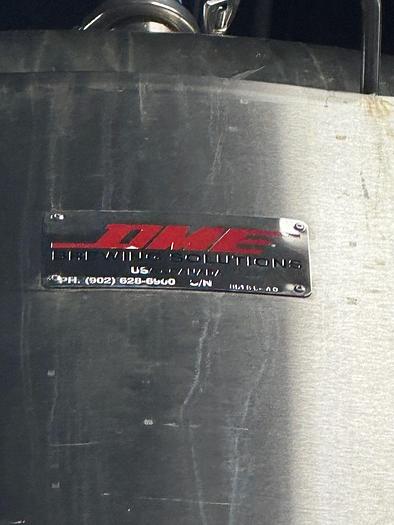 DME
BREWING SOLUTIONS
PH. (902) 628-6900 S/N